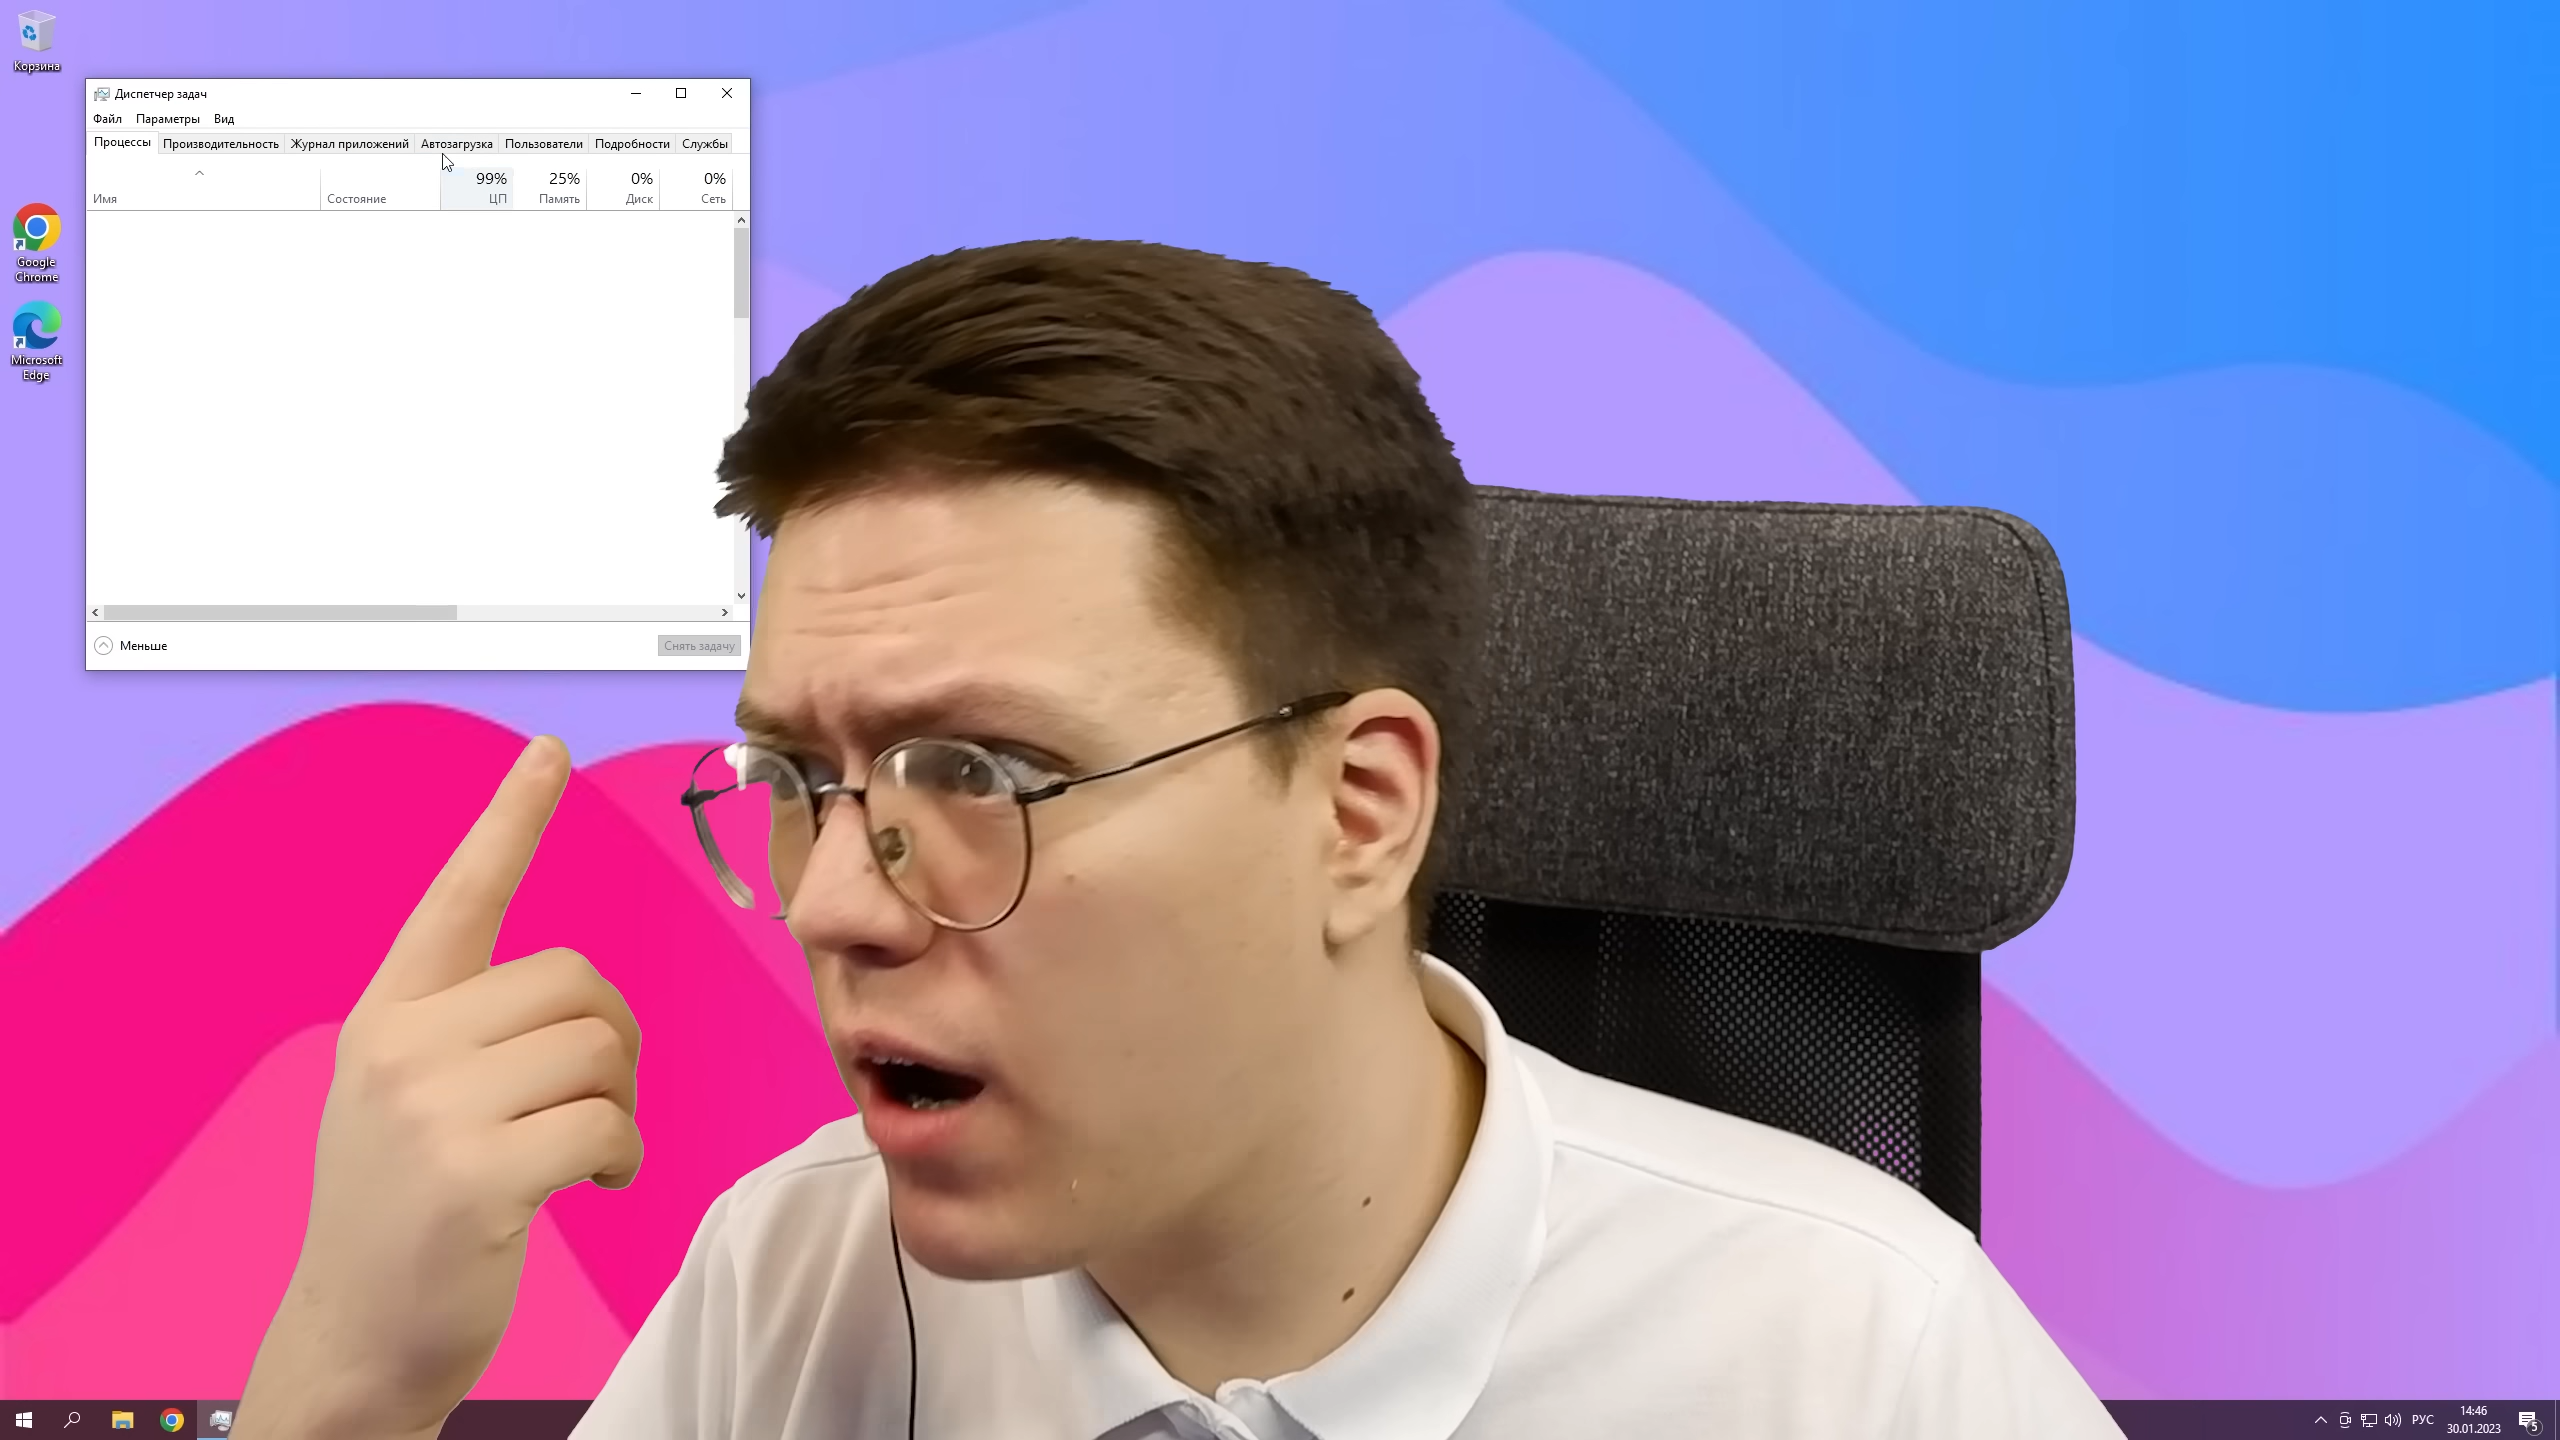 Корзина
Диспетчер задач
Файл Параметры Вид
Процессы Производительность Журнал приложений Автозагрузка Пользователи Подробности Службы
99% 25% 0% 0%
Имя Состояние ЦП Память Диск Сеть
Google
Chrome
Microsoft
Edge
Меньше Снять задачу
РУС
14:46
30.01.2023
5